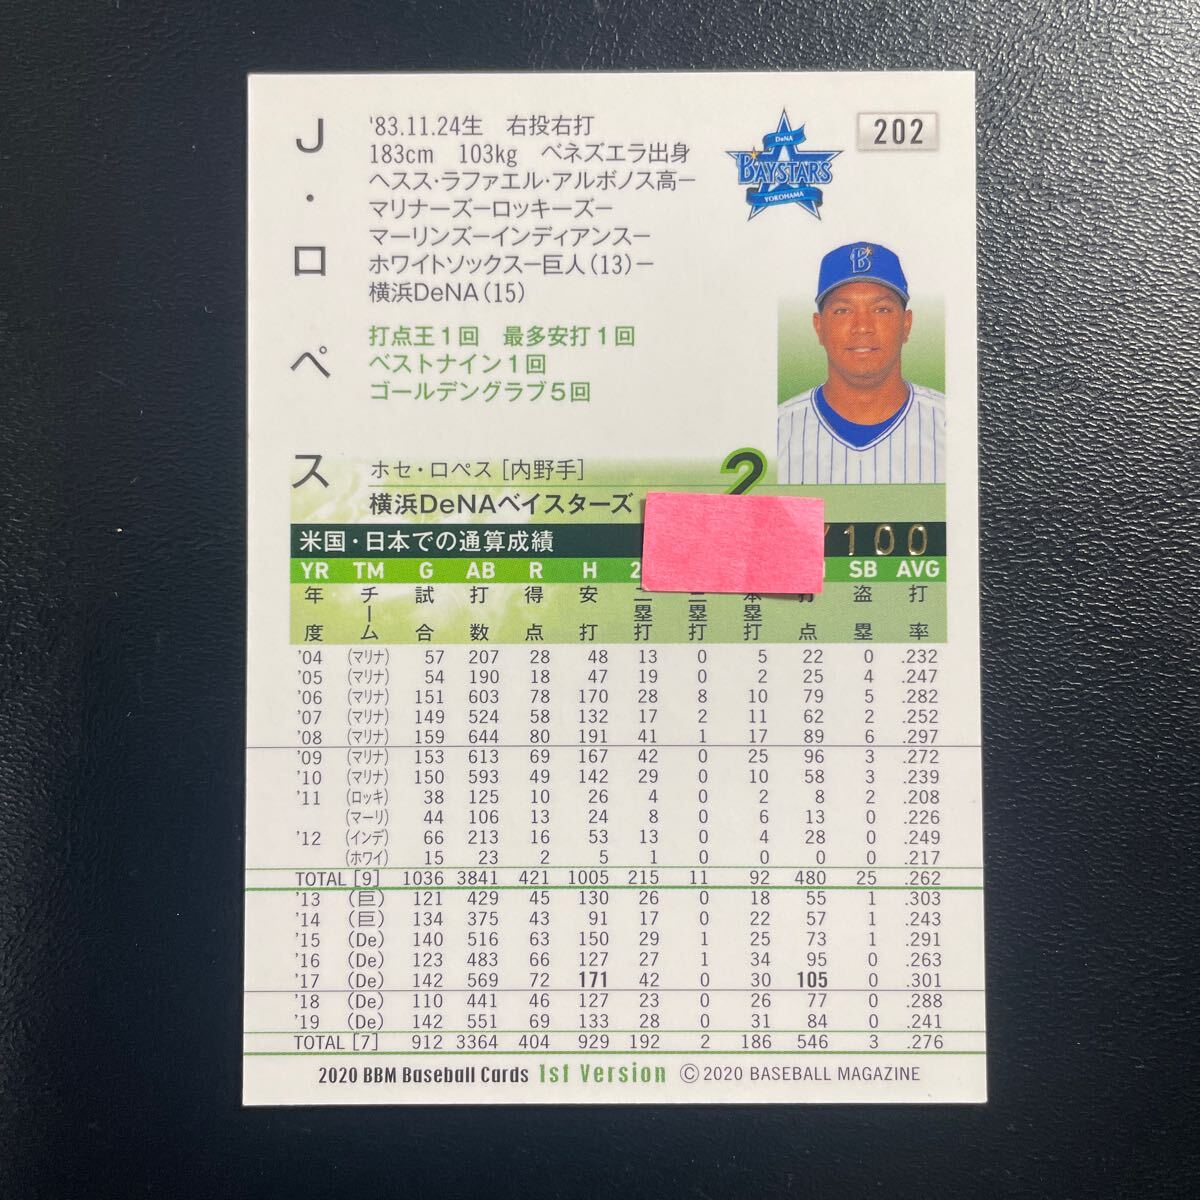 J・ロペス
'83.11.24生 右投右打
183cm 103kg ベネズエラ出身
ヘスス・ラファエル・アルボノス高ー
マリナーズーロッキーズー
マーリンズーインディアンスー
ホワイトソックスー巨人(13)ー
横浜DeNA(15)
打点王1回 最多安打1回
ベストナイン1回
ゴールデングラブ5回
DeNA
BAYSTARS
YOKOHAMA
202
ホセ・ロペス[内野手]
2
横浜DeNAベイスターズ
米国・日本での通算成績
/100
YR TM G AB R H 2 SB AVG
年度 チーム 試合 打数 得点 安打 二塁打 三塁打 本塁打 打点 盗塁 打率
'04 (マリナ) 57 207 28 48 13 0 5 22 0 .232
'05 (マリナ) 54 190 18 47 19 0 2 25 4 .247
'06 (マリナ) 151 603 78 170 28 8 10 79 5 .282
'07 (マリナ) 149 524 58 132 17 2 11 62 2 .252
'08 (マリナ) 159 644 80 191 41 1 17 89 6 .297
'09 (マリナ) 153 613 69 167 42 0 25 96 3 .272
'10 (マリナ) 150 593 49 142 29 0 10 58 3 .239
'11 (ロッキ) 38 125 10 26 4 0 2 8 2 .208
(マーリ) 44 106 13 24 8 0 6 13 0 .226
'12 (インデ) 66 213 16 53 13 0 4 28 0 .249
(ホワイ) 15 23 2 5 1 0 0 0 0 .217
TOTAL [9] 1036 3841 421 1005 215 11 92 480 25 .262
'13 (巨) 121 429 45 130 26 0 18 55 1 .303
'14 (巨) 134 375 43 91 17 0 22 57 1 .243
'15 (De) 140 516 63 150 29 1 25 73 1 .291
'16 (De) 123 483 66 127 27 1 34 95 0 .263
'17 (De) 142 569 72 171 42 0 30 105 0 .301
'18 (De) 110 441 46 127 23 0 26 77 0 .288
'19 (De) 142 551 69 133 28 0 31 84 0 .241
TOTAL [7] 912 3364 404 929 192 2 186 546 3 .276
2020 BBM Baseball Cards 1st Version ©2020 BASEBALL MAGAZINE